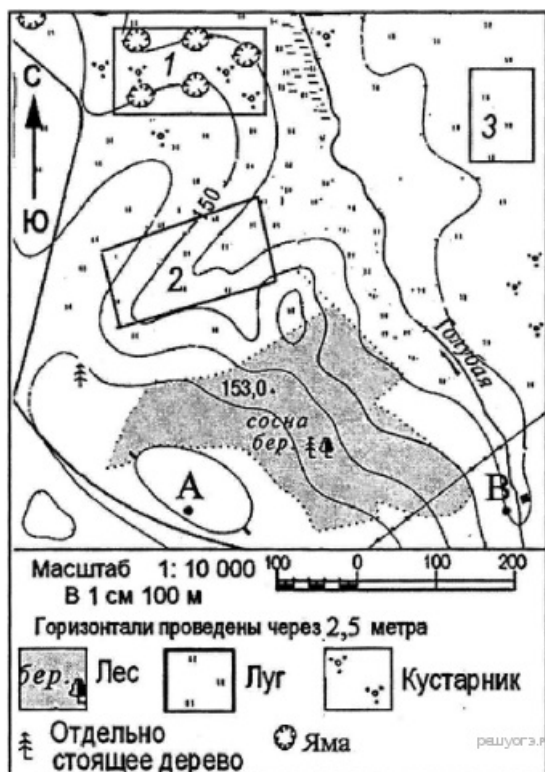 1
С
3
150
Ю
2
Голубая
153,0
сосна
бер.
А
В
Масштаб 1: 10 000
В 1 см 100 м
100 0 100 200
Горизонтали проведены через 2,5 метра
бер. Лес
Луг
Кустарник
Отдельно
стоящее дерево
Яма